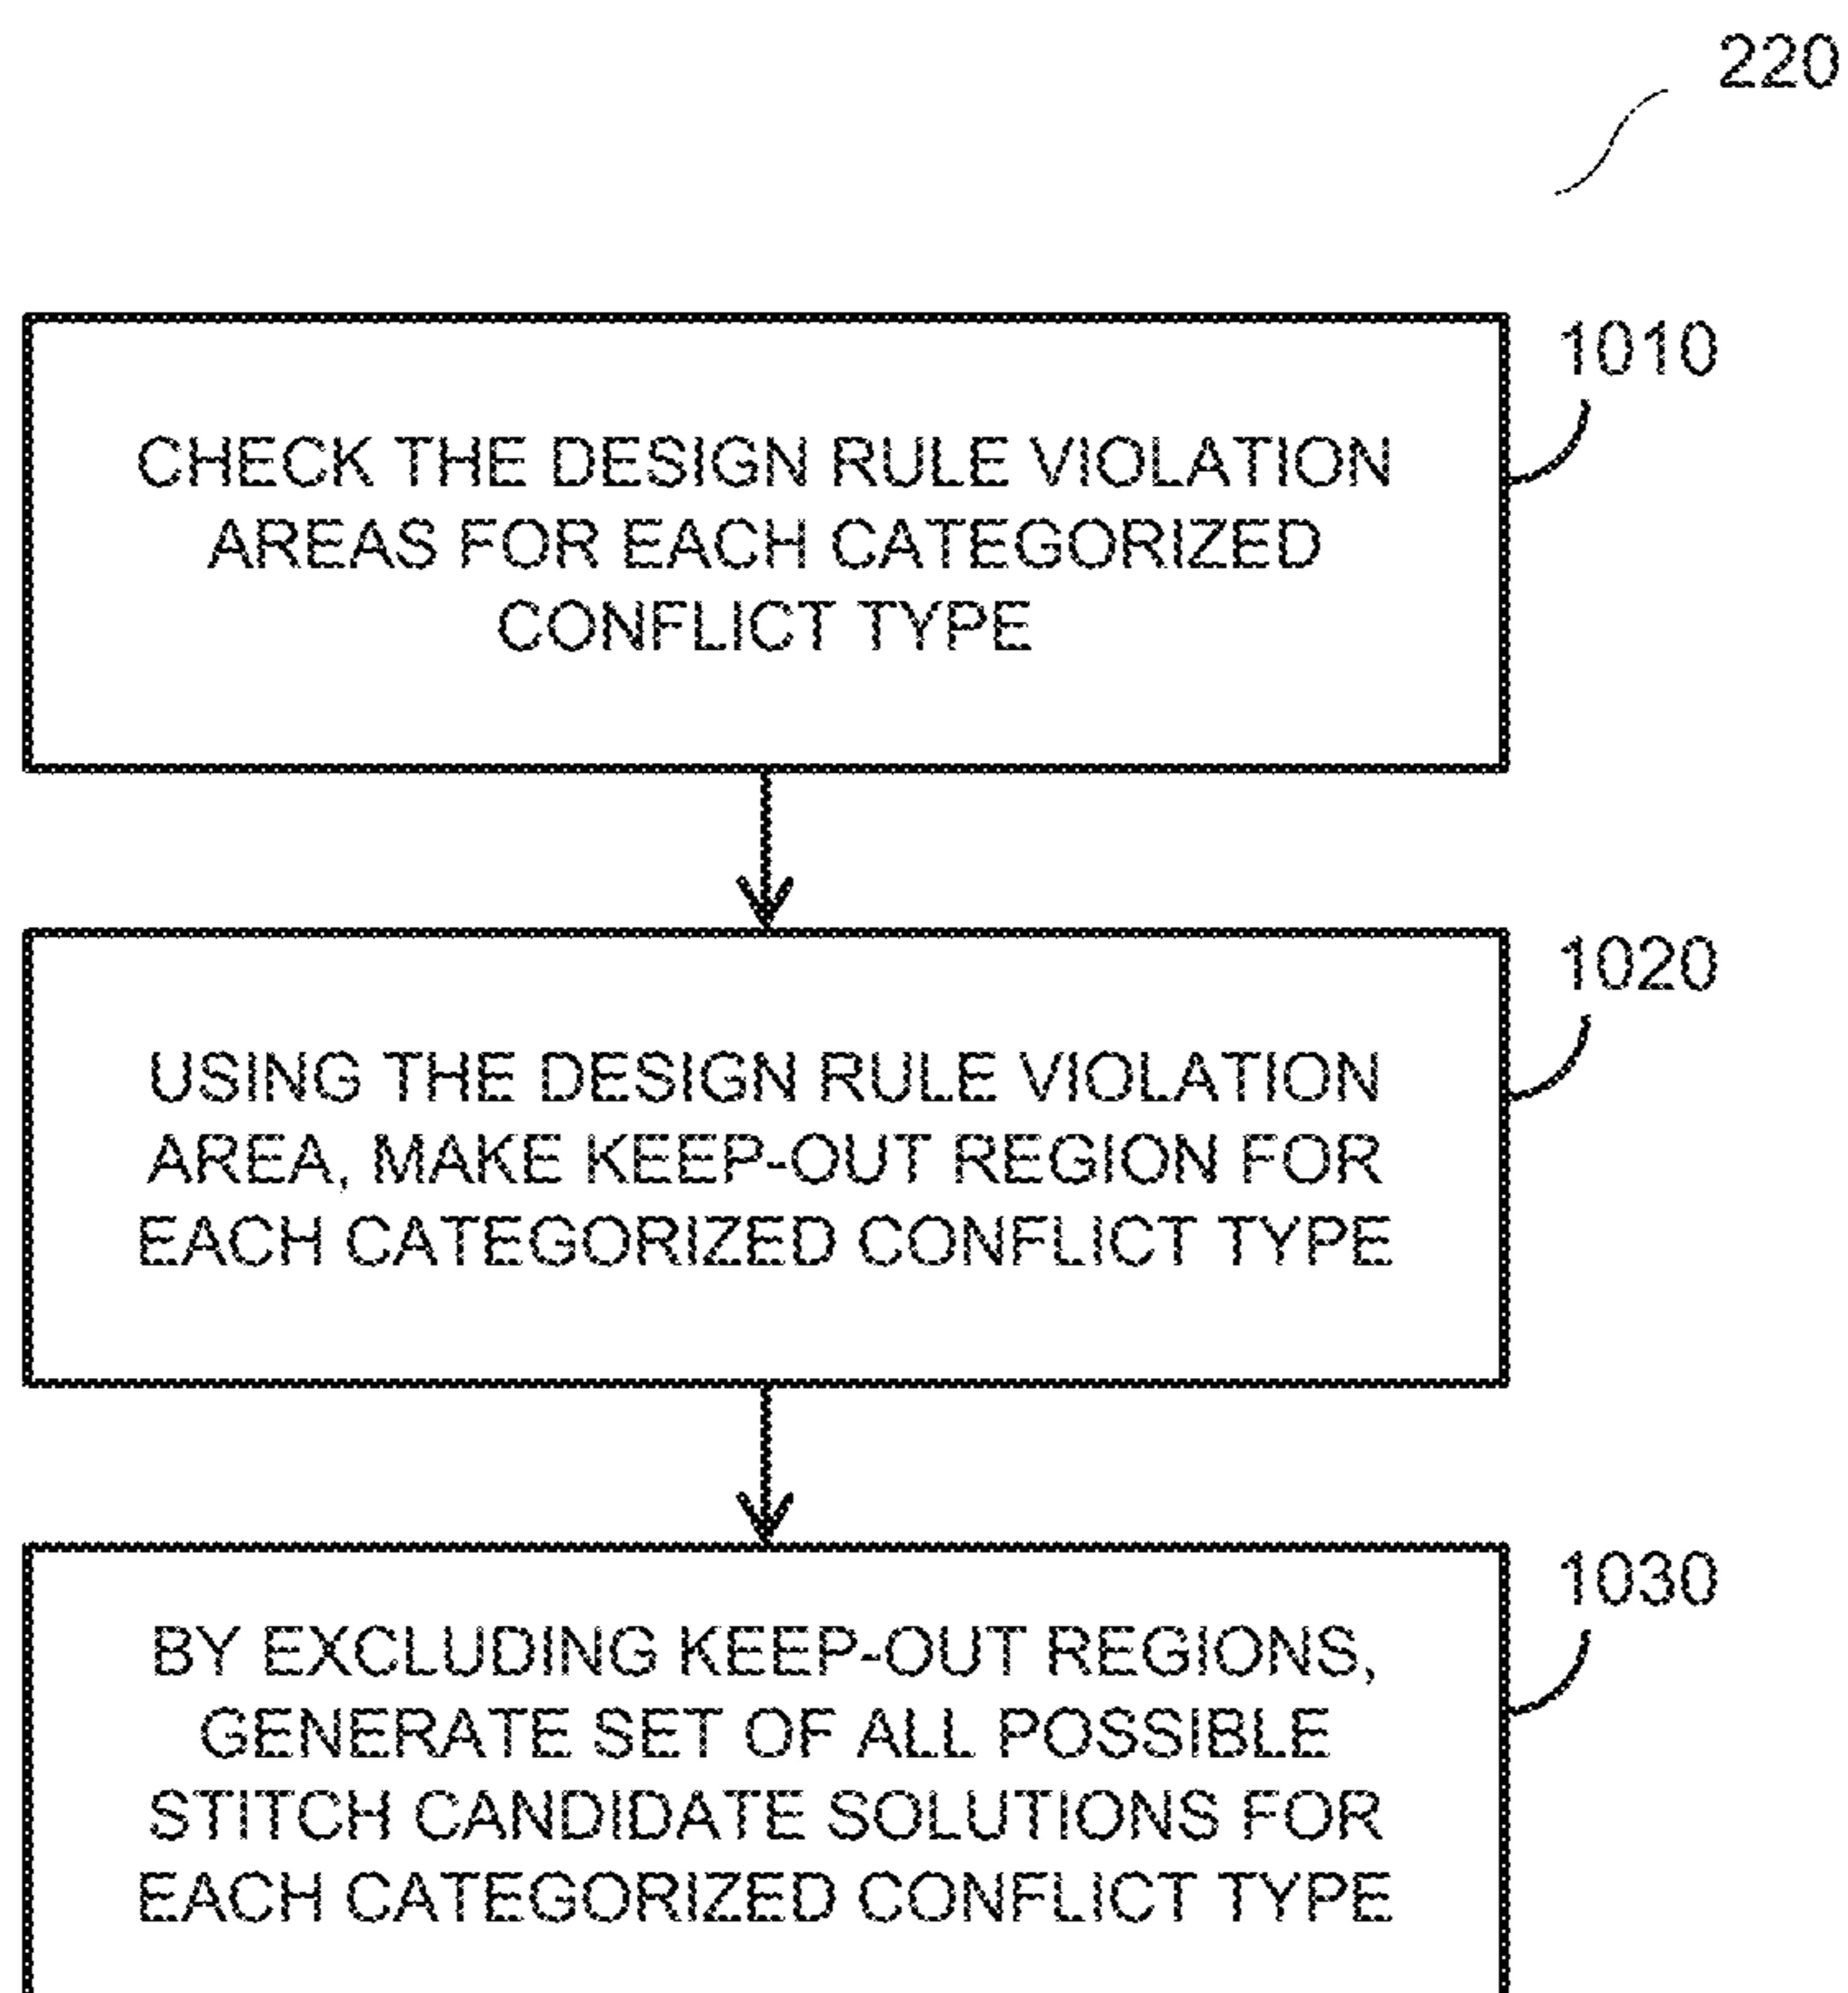 220
1010
CHECK THE DESIGN RULE VIOLATION
AREAS FOR EACH CATEGORIZED
CONFLICT TYPE
1020
USING THE DESIGN RULE VIOLATION
AREA, MAKE KEEP-OUT REGION FOR
EACH CATEGORIZED CONFLICT TYPE
1030
BY EXCLUDING KEEP-OUT REGIONS,
GENERATE SET OF ALL POSSIBLE
STITCH CANDIDATE SOLUTIONS FOR
EACH CATEGORIZED CONFLICT TYPE